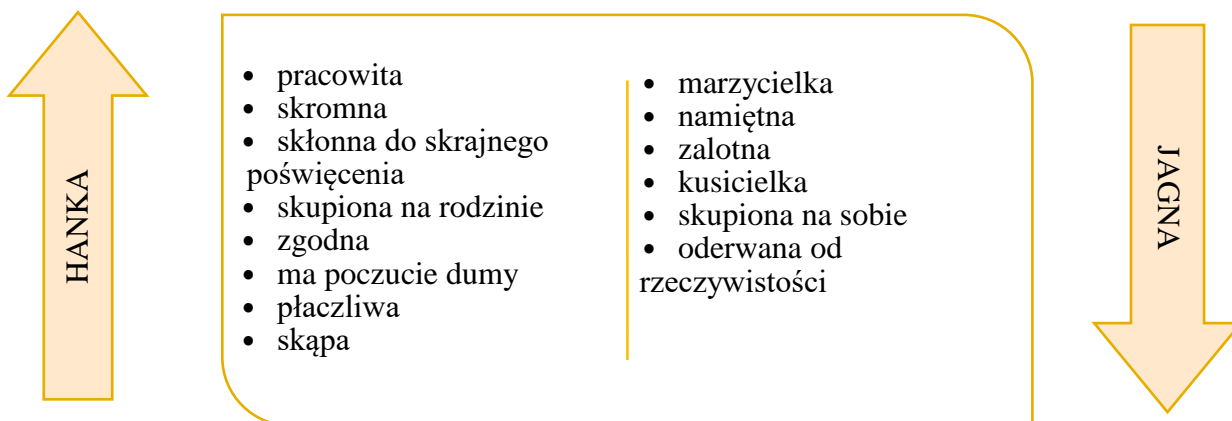 HANKA
• pracowita
• skromna
• skłonna do skrajnego
poświęcenia
• skupiona na rodzinie
• zgodna
• ma poczucie dumy
• płaczliwa
• skąpa
• marzycielka
• namiętna
• zalotna
• kusicielka
• skupiona na sobie
• oderwana od
rzeczywistości
JAGNA